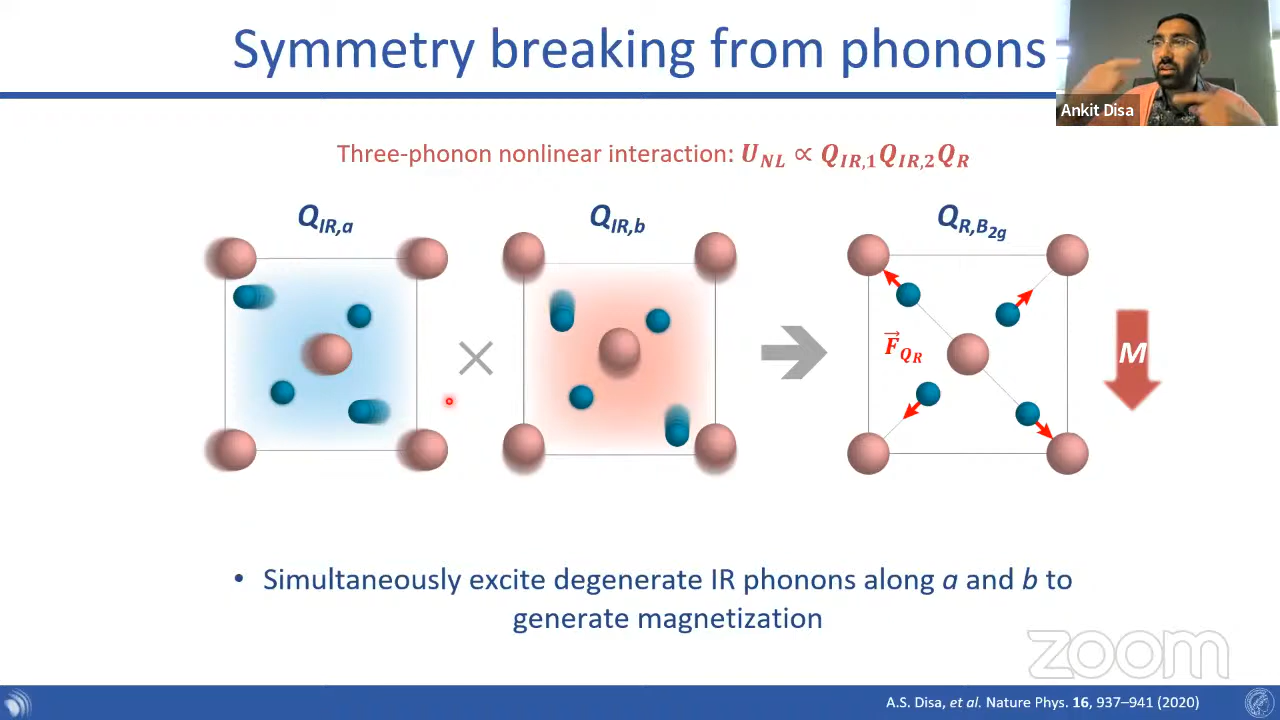 Symmetry breaking from phonons
Ankit Disa
Three-phonon nonlinear interaction: U_NL ∝ Q_IR,1 Q_IR,2 Q_R
Q_IR,a
Q_IR,b
Q_R,B_2g
F⃗_Q_R
M
• Simultaneously excite degenerate IR phonons along a and b to
generate magnetization
zoom
A.S. Disa, et al. Nature Phys. 16, 937–941 (2020)